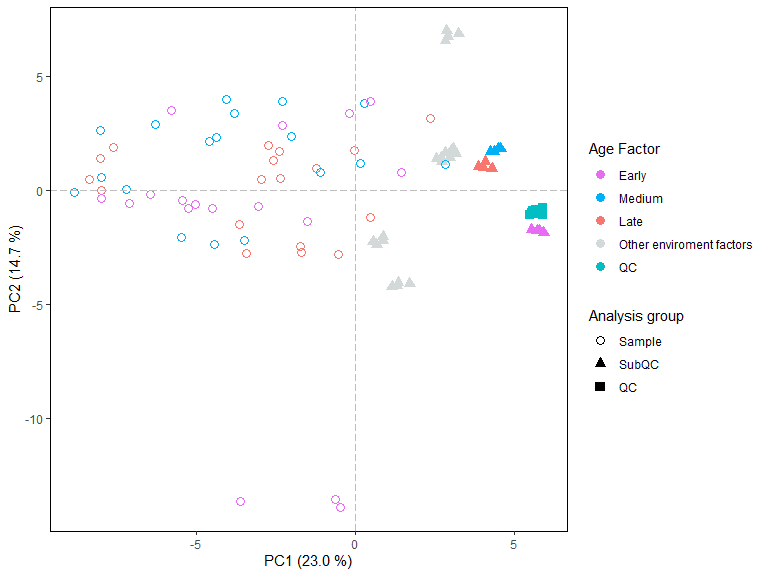 5
0
-5
-10
PC2 (14.7 %)
-5
0
5
PC1 (23.0 %)
Age Factor
Early
Medium
Late
Other enviroment factors
QC
Analysis group
Sample
SubQC
QC